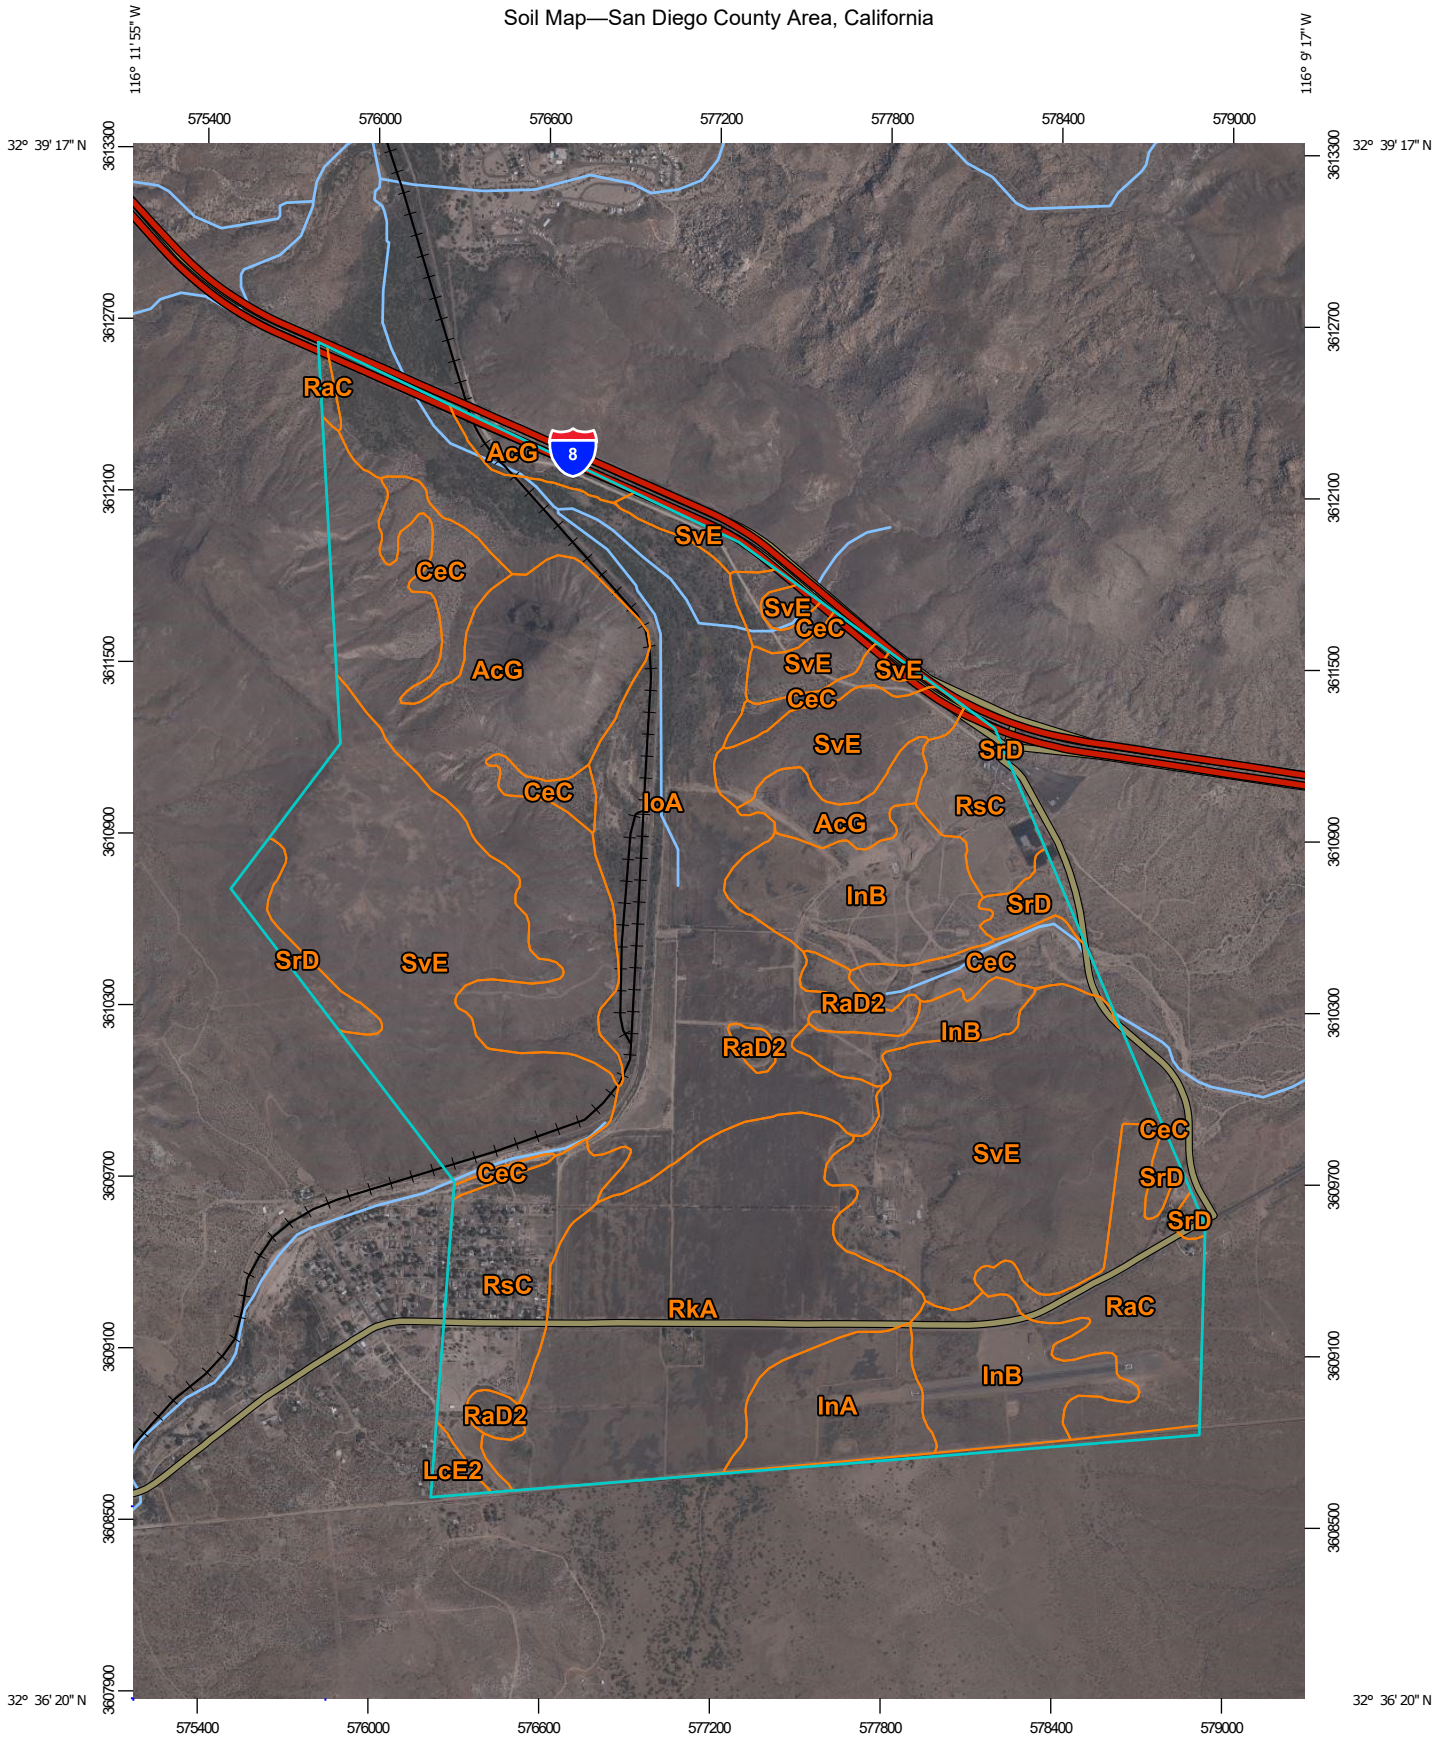 Soil Map—San Diego County Area, California
116° 11' 55" W
116° 9' 17" W
575400 576000 576600 577200 577800 578400 579000
32° 39' 17" N
32° 39' 17" N
3613300
3613300
3612700
3612700
RaC
AcG
8
3612100
3612100
SvE
CeC
SvE
CeC
3611500
SvE
SvE
3611500
AcG
CeC
SvE
SrD
CeC
IoA
RsC
3610900
AcG
3610900
InB
SrD
SrD
SvE
CeC
3610300
RaD2
3610300
InB
RaD2
CeC
SvE
3609700
CeC
SrD
3609700
SrD
RsC
RkA
RaC
3609100
3609100
InB
InA
RaD2
LcE2
3608500
3608500
3607900
32° 36' 20" N
32° 36' 20" N
575400 576000 576600 577200 577800 578400 579000